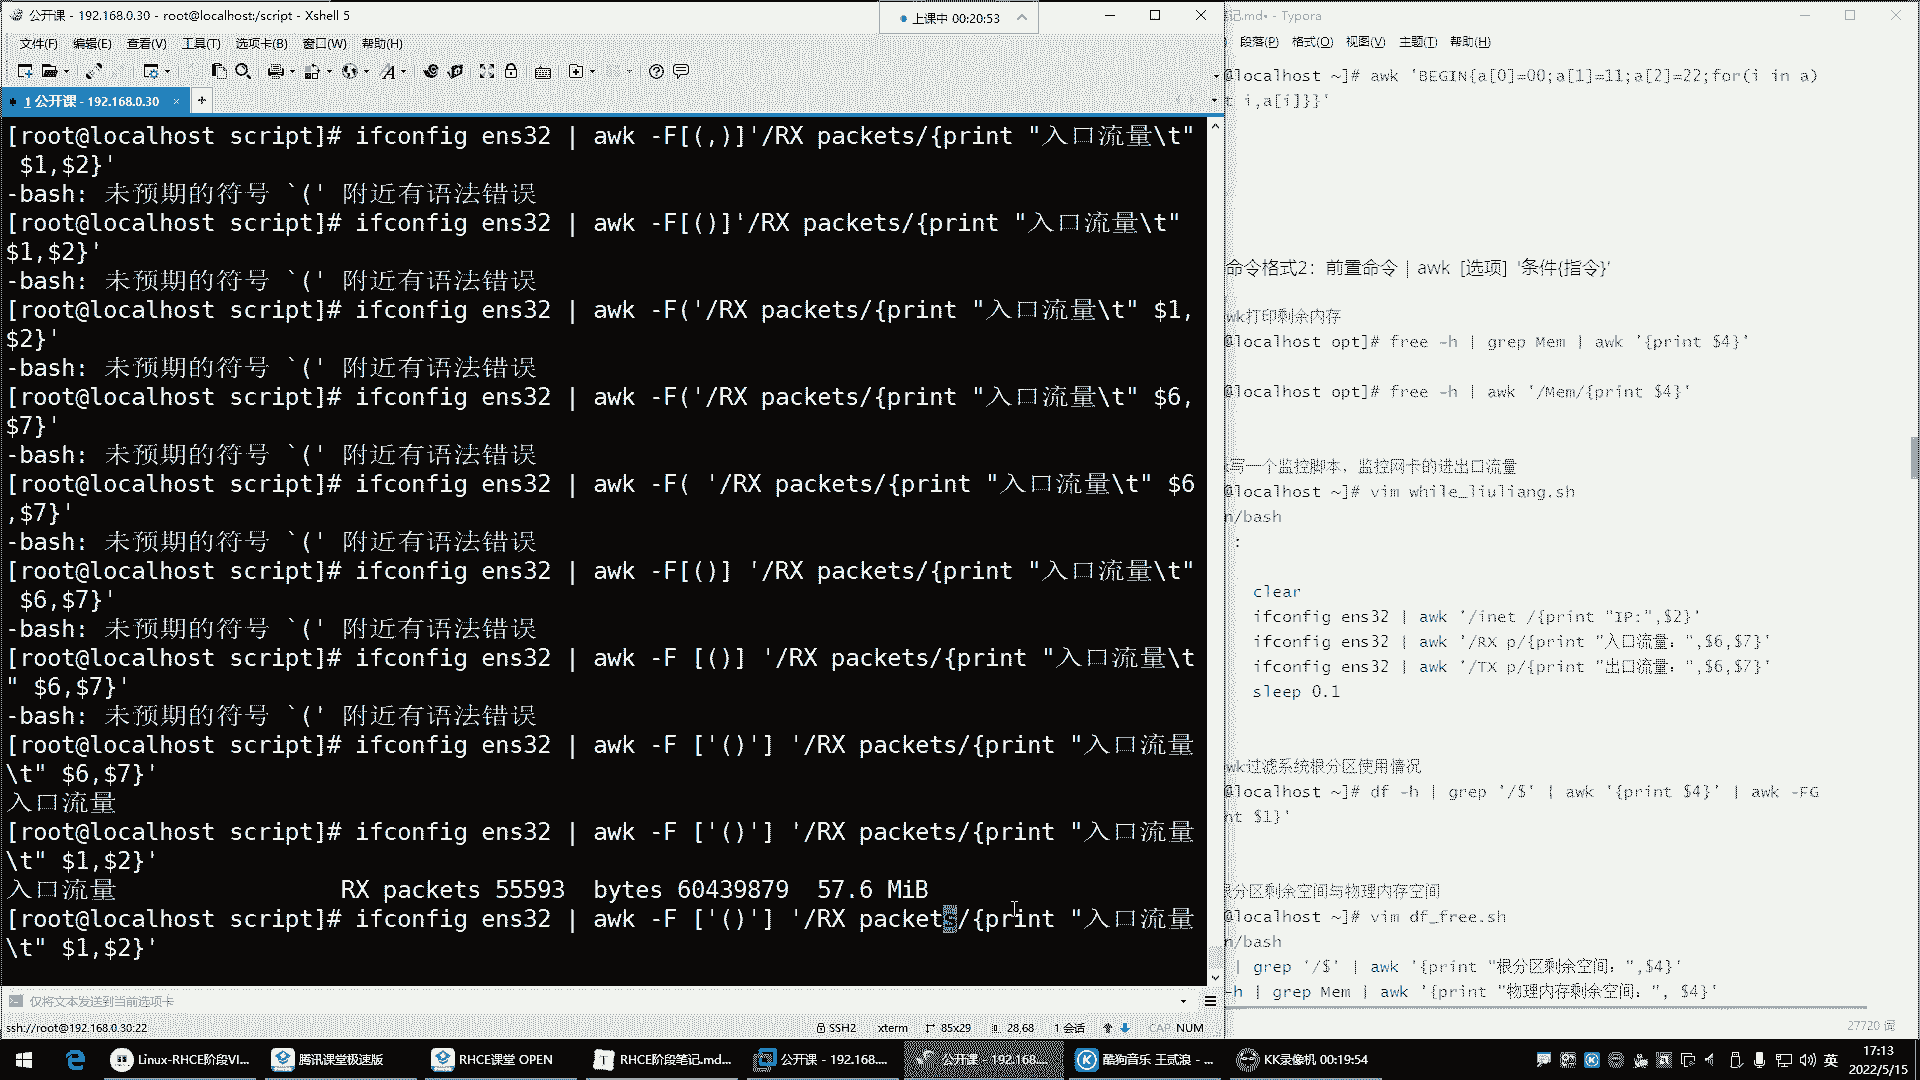 公开课 - 192.168.0.30 - root@localhost:/script - Xshell 5
上课中 00:20:53
文件(F) 编辑(E) 查看(V) 工具(T) 选项卡(B) 窗口(W) 帮助(H)
1 公开课 - 192.168.0.30 × +
[root@localhost script]# ifconfig ens32 | awk -F[(,)]'/RX packets/{print "入口流量\t"
 $1,$2}'
-bash: 未预期的符号 `(' 附近有语法错误
[root@localhost script]# ifconfig ens32 | awk -F[()]'/RX packets/{print "入口流量\t"
$1,$2}'
-bash: 未预期的符号 `(' 附近有语法错误
[root@localhost script]# ifconfig ens32 | awk -F('/RX packets/{print "入口流量\t" $1,
$2}'
-bash: 未预期的符号 `(' 附近有语法错误
[root@localhost script]# ifconfig ens32 | awk -F('/RX packets/{print "入口流量\t" $6,
$7}'
-bash: 未预期的符号 `(' 附近有语法错误
[root@localhost script]# ifconfig ens32 | awk -F( '/RX packets/{print "入口流量\t" $6
,$7}'
-bash: 未预期的符号 `(' 附近有语法错误
[root@localhost script]# ifconfig ens32 | awk -F[()] '/RX packets/{print "入口流量\t"
 $6,$7}'
-bash: 未预期的符号 `(' 附近有语法错误
[root@localhost script]# ifconfig ens32 | awk -F [()] '/RX packets/{print "入口流量\t
" $6,$7}'
-bash: 未预期的符号 `(' 附近有语法错误
[root@localhost script]# ifconfig ens32 | awk -F ['()'] '/RX packets/{print "入口流量
\t" $6,$7}'
入口流量
[root@localhost script]# ifconfig ens32 | awk -F ['()'] '/RX packets/{print "入口流量
\t" $1,$2}'
入口流量 RX packets 55593  bytes 60439879  57.6 MiB
[root@localhost script]# ifconfig ens32 | awk -F ['()'] '/RX packets/{print "入口流量
\t" $1,$2}'
仅将文本发送到当前选项卡
ssh://root@192.168.0.30:22 SSH2 xterm 85x29 28,68 1 会话 CAP NUM
记.md• - Typora
段落(P) 格式(O) 视图(V) 主题(T) 帮助(H)
@localhost ~]# awk 'BEGIN{a[0]=00;a[1]=11;a[2]=22;for(i in a)
t i,a[i]}}'
命令格式2：前置命令 | awk [选项] '条件{指令}'
wk打印剩余内存
@localhost opt]# free -h | grep Mem | awk '{print $4}'
@localhost opt]# free -h | awk '/Mem/{print $4}'
写一个监控脚本，监控网卡的进出口流量
@localhost ~]# vim while_liuliang.sh
n/bash
:
clear
ifconfig ens32 | awk '/inet /{print "IP:",$2}'
ifconfig ens32 | awk '/RX p/{print "入口流量：",$6,$7}'
ifconfig ens32 | awk '/TX p/{print "出口流量：",$6,$7}'
sleep 0.1
wk过滤系统根分区使用情况
@localhost ~]# df -h | grep '/$' | awk '{print $4}' | awk -FG
nt $1}'
根分区剩余空间与物理内存空间
@localhost ~]# vim df_free.sh
n/bash
| grep '/$' | awk '{print "根分区剩余空间：",$4}'
-h | grep Mem | awk '{print "物理内存剩余空间：", $4}'
27720 词
Linux-RHCE阶段VI... 腾讯课堂极速版 RHCE课堂 OPEN RHCE阶段笔记.md... 公开课 - 192.168.... 公开课 - 192.168.... 酷狗音乐 王贰浪 - ... KK录像机 00:19:54 英 17:13
2022/5/15